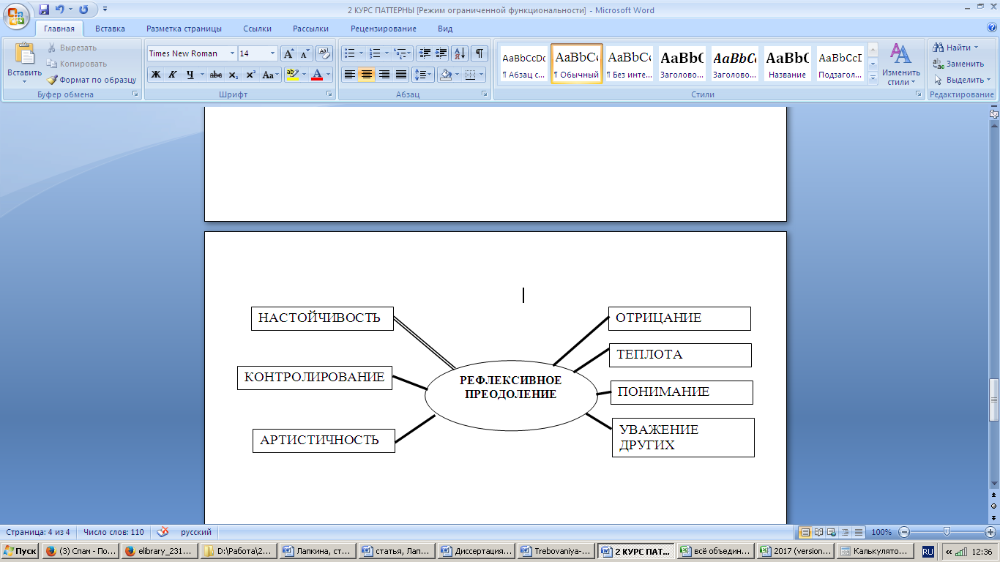 2 КУРС ПАТТЕРНЫ [Режим ограниченной функциональности] - Microsoft Word
Главная Вставка Разметка страницы Ссылки Рассылки Рецензирование Вид
Вставить
Вырезать
Копировать
Формат по образцу
Буфер обмена
Times New Roman 14
Ж К Ч abc x₂ x² Aa
Шрифт
Абзац
AaBbCcDc AaBbCc AaBbCc AaBbC AaBbCc AaBbC AaBbCcI
¶ Абзац с... ¶ Обычный ¶ Без инте... Заголово... Заголово... Название Подзагол...
Изменить
стили
Стили
Найти
Заменить
Выделить
Редактирование
НАСТОЙЧИВОСТЬ
КОНТРОЛИРОВАНИЕ
АРТИСТИЧНОСТЬ
РЕФЛЕКСИВНОЕ
ПРЕОДОЛЕНИЕ
ОТРИЦАНИЕ
ТЕПЛОТА
ПОНИМАНИЕ
УВАЖЕНИЕ
ДРУГИХ
Страница: 4 из 4 Число слов: 110 русский 100%
Пуск (3) Спам - По... elibrary_231... D:\Работа\2... Лапкина, ст... статья, Лап... Диссертация... Trebovaniya-... 2 КУРС ПАТ... всё объедин... 2017 (version... Калькулято... RU 12:36